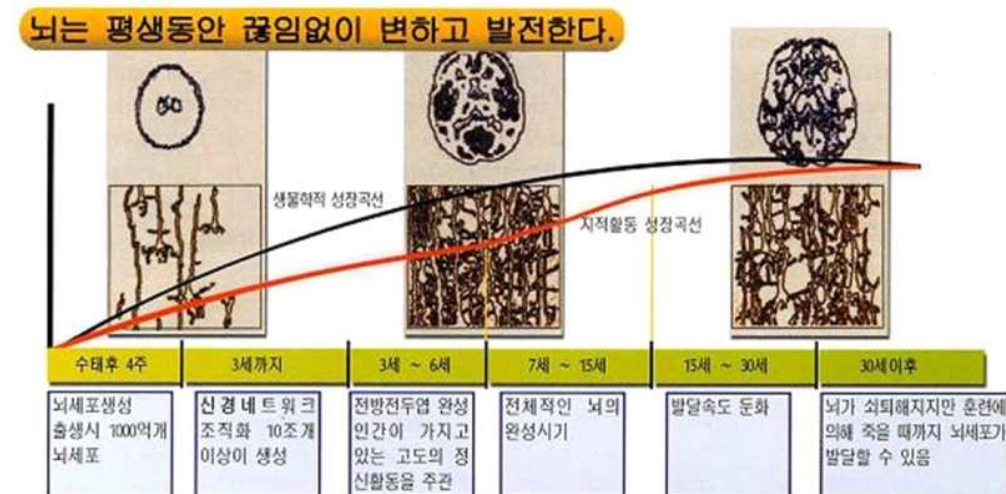 뇌는 평생동안 끊임없이 변하고 발전한다.
생물학적 성장곡선
지적활동 성장곡선
수태후 4주
3세까지
3세 ~ 6세
7세 ~ 15세
15세 ~ 30세
30세이후
뇌세포생성
출생시 1000억개
뇌세포
신경네트워크
조직화 10조개
이상이 생성
전방전두엽 완성
인간이 가지고
있는 고도의 정
신활동을 주관
전체적인 뇌의
완성시기
발달속도 둔화
뇌가 쇠퇴해지지만 훈련에
의해 죽을 때까지 뇌세포가
발달할 수 있음